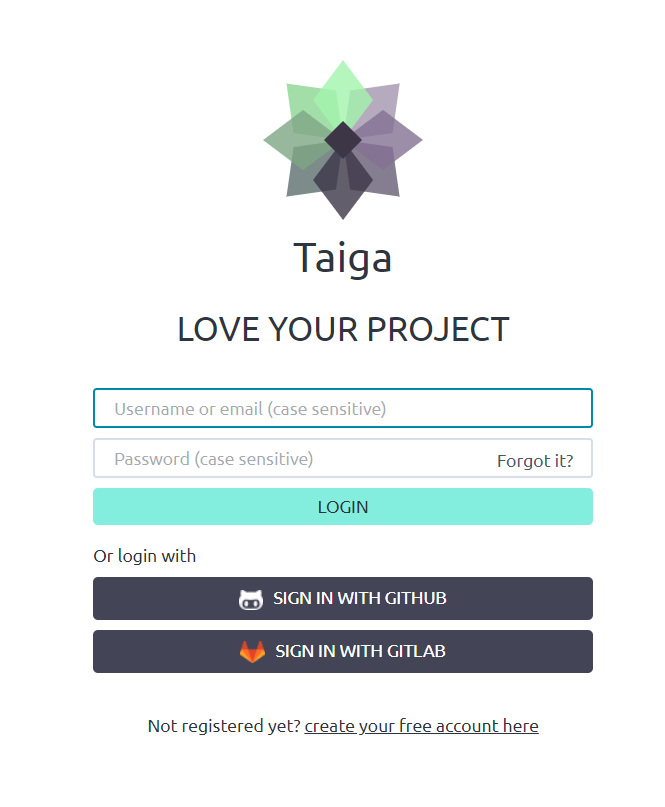 Taiga
LOVE YOUR PROJECT
Username or email (case sensitive)
Password (case sensitive) Forgot it?
LOGIN
Or login with
SIGN IN WITH GITHUB
SIGN IN WITH GITLAB
Not registered yet? create your free account here